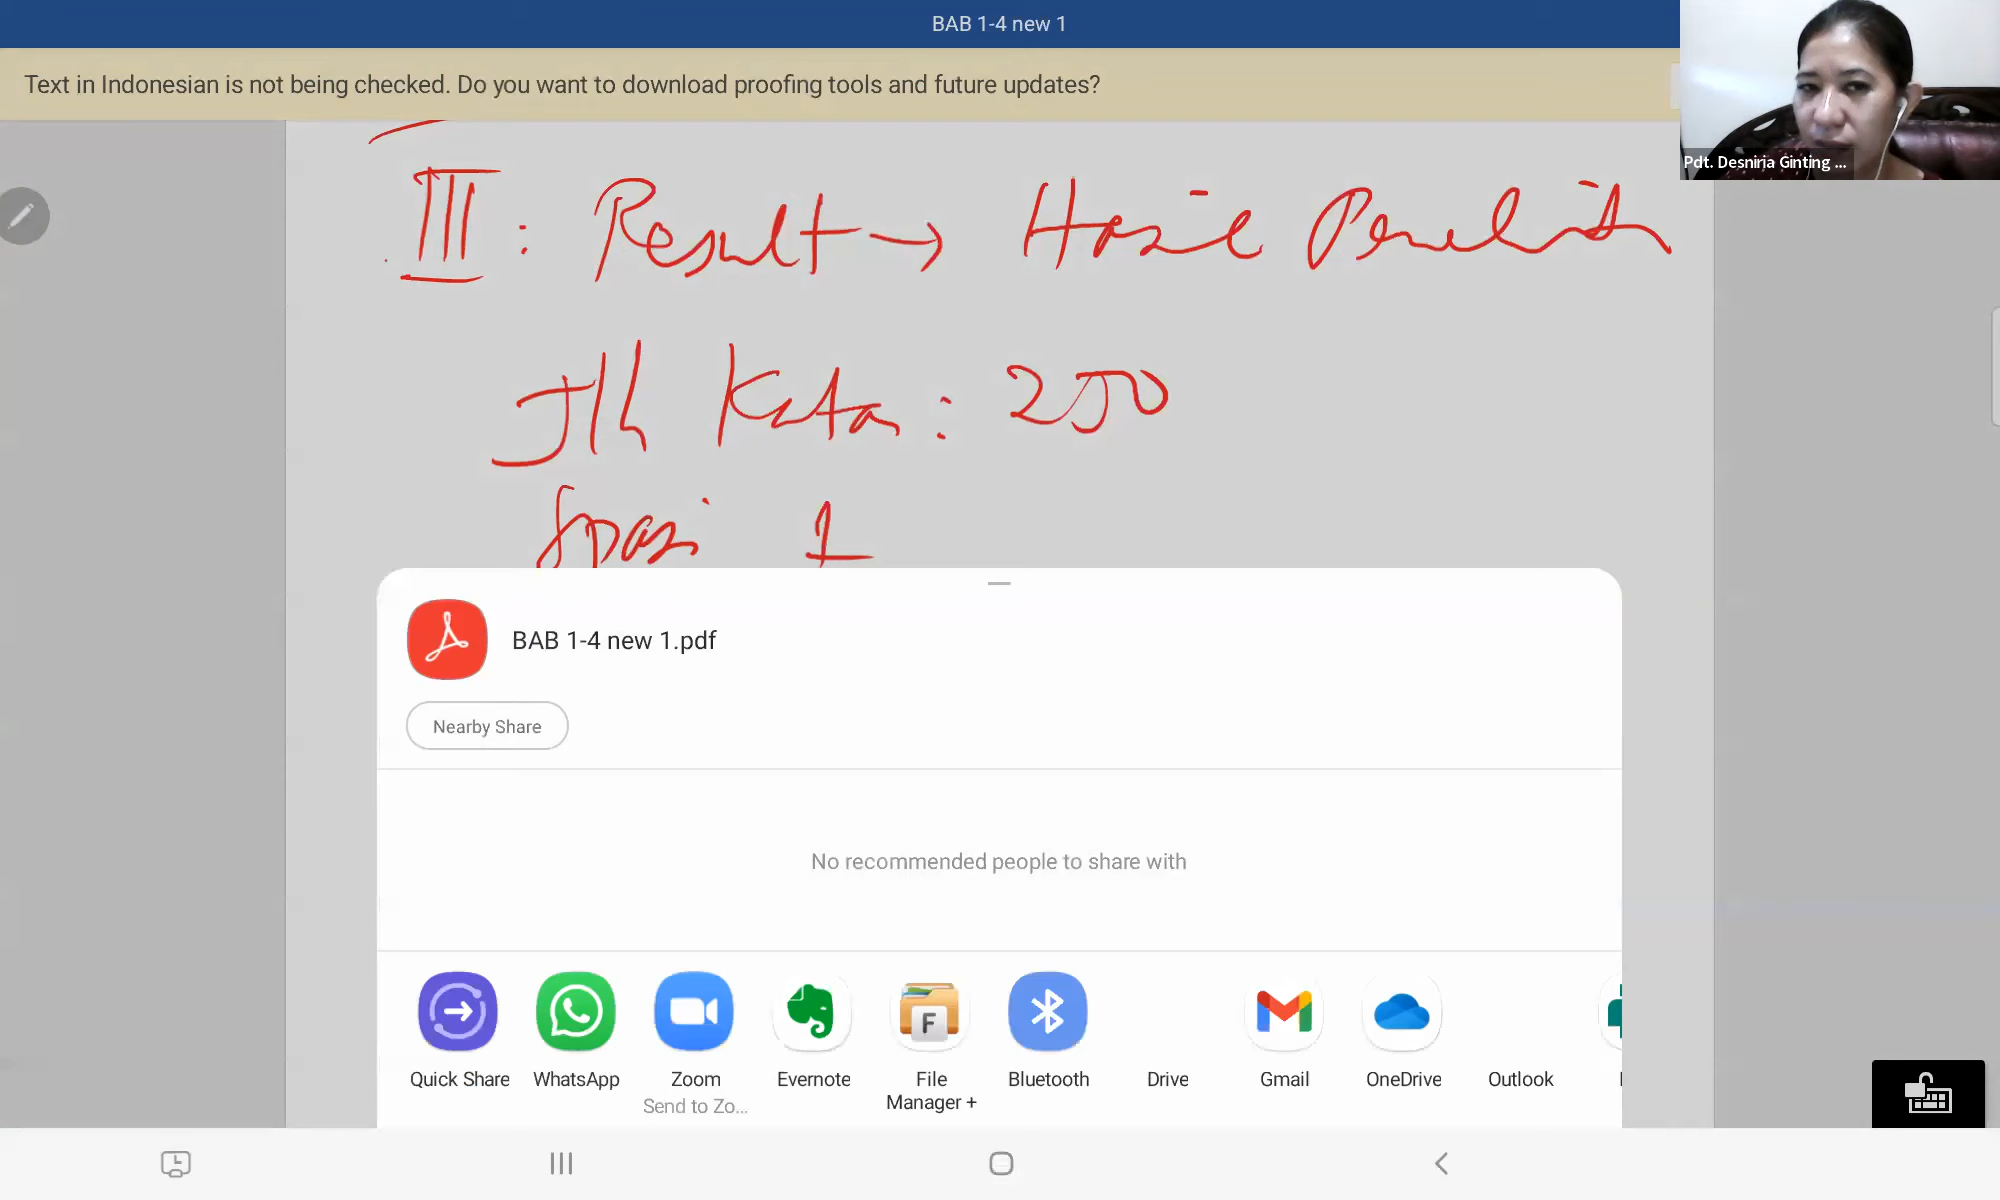 BAB 1-4 new 1
Text in Indonesian is not being checked. Do you want to download proofing tools and future updates?
Pdt. Desnirja Ginting ...
III : Result → Hasil Penelit
Jlh Kata : 250
Spasi 1
BAB 1-4 new 1.pdf
Nearby Share
No recommended people to share with
Quick Share WhatsApp Zoom Evernote File Bluetooth Drive Gmail OneDrive Outlook
Send to Zo... Manager +
F